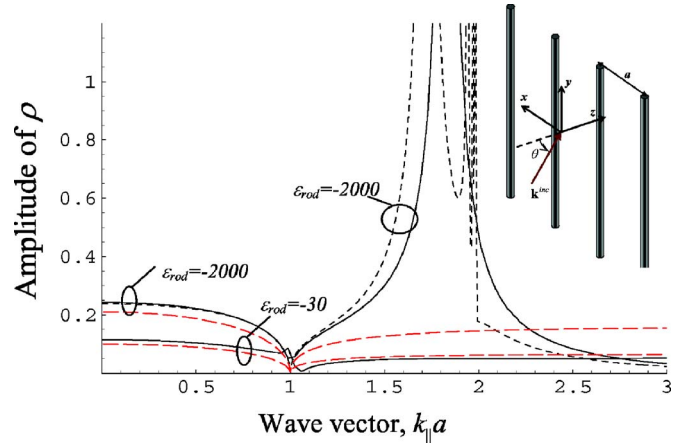 Amplitude of ρ
1
0.8
0.6
0.4
0.2
0.5
1
1.5
2
2.5
3
Wave vector, k∥a
ε_rod=-2000
ε_rod=-2000
ε_rod=-30
a
y
x
z
θ
k^inc